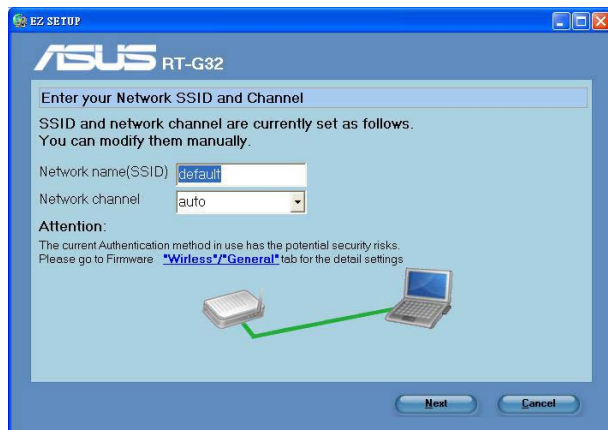 EZ SETUP
ASUS RT-G32
Enter your Network SSID and Channel
SSID and network channel are currently set as follows.
You can modify them manually.
Network name(SSID) default
Network channel auto
Attention:
The current Authentication method in use has the potential security risks.
Please go to Firmware "Wirless"/"General" tab for the detail settings
Next Cancel